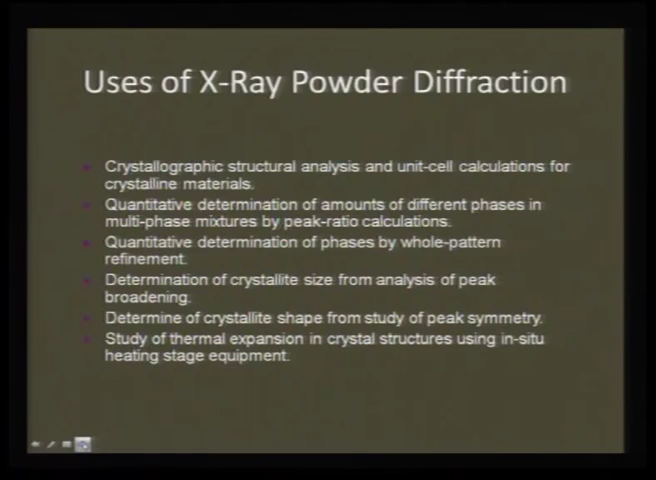 Uses of X-Ray Powder Diffraction
Crystallographic structural analysis and unit-cell calculations for
crystalline materials.
Quantitative determination of amounts of different phases in
multi-phase mixtures by peak-ratio calculations.
Quantitative determination of phases by whole-pattern
refinement.
Determination of crystallite size from analysis of peak
broadening.
Determine of crystallite shape from study of peak symmetry.
Study of thermal expansion in crystal structures using in-situ
heating stage equipment.